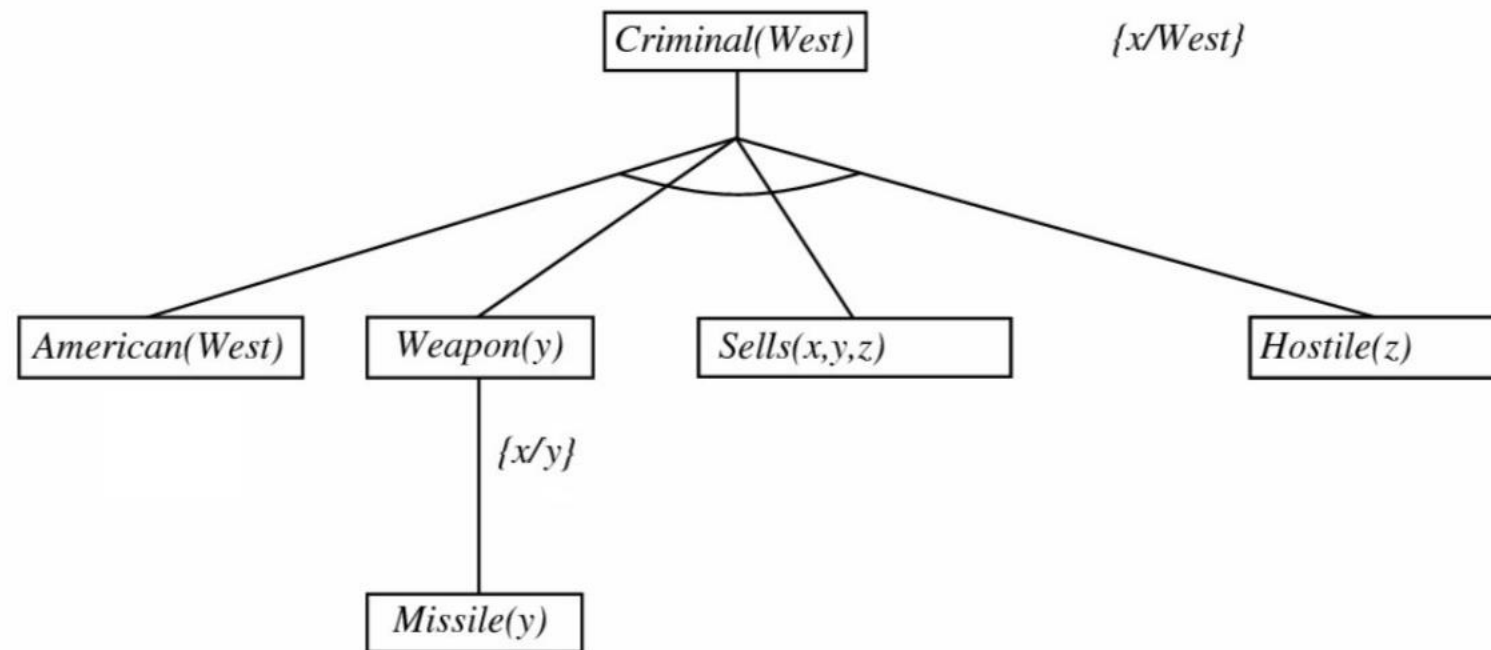 Criminal(West)
{x/West}
American(West)
Weapon(y)
Sells(x,y,z)
Hostile(z)
{x/y}
Missile(y)